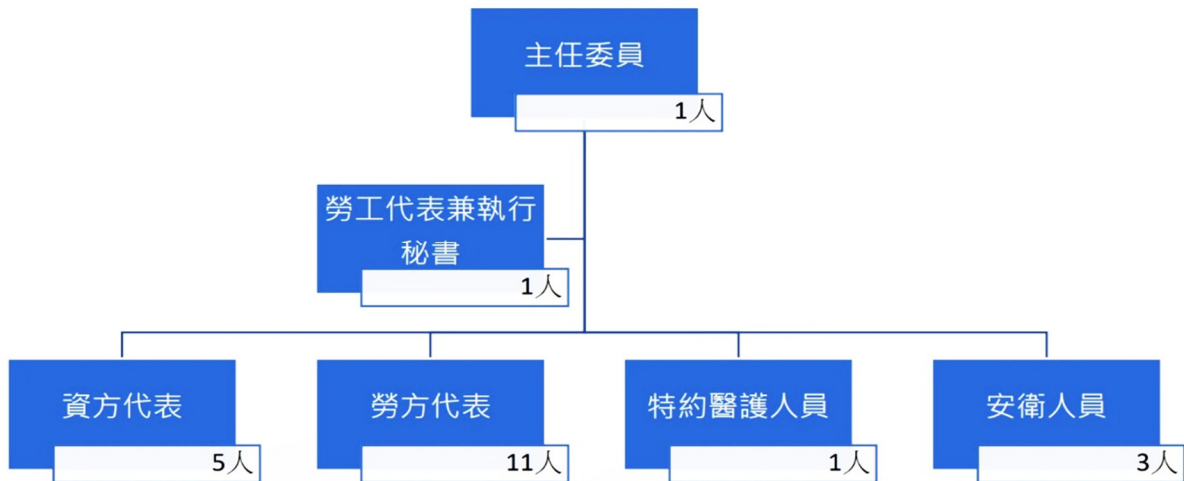 主任委員
1人
勞工代表兼執行
秘書
1人
資方代表
5人
勞方代表
11人
特約醫護人員
1人
安衛人員
3人